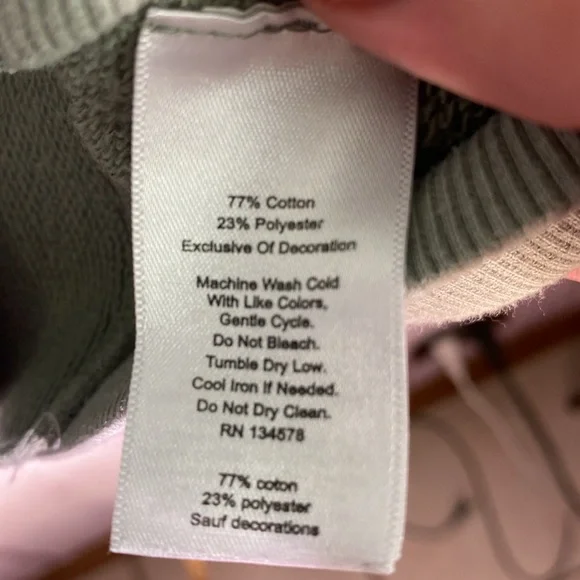 77% Cotton
23% Polyester
Exclusive Of Decoration
Machine Wash Cold
With Like Colors,
Gentle Cycle.
Do Not Bleach.
Tumble Dry Low.
Cool Iron If Needed.
Do Not Dry Clean.
RN 134578
77% coton
23% polyester
Sauf decorations